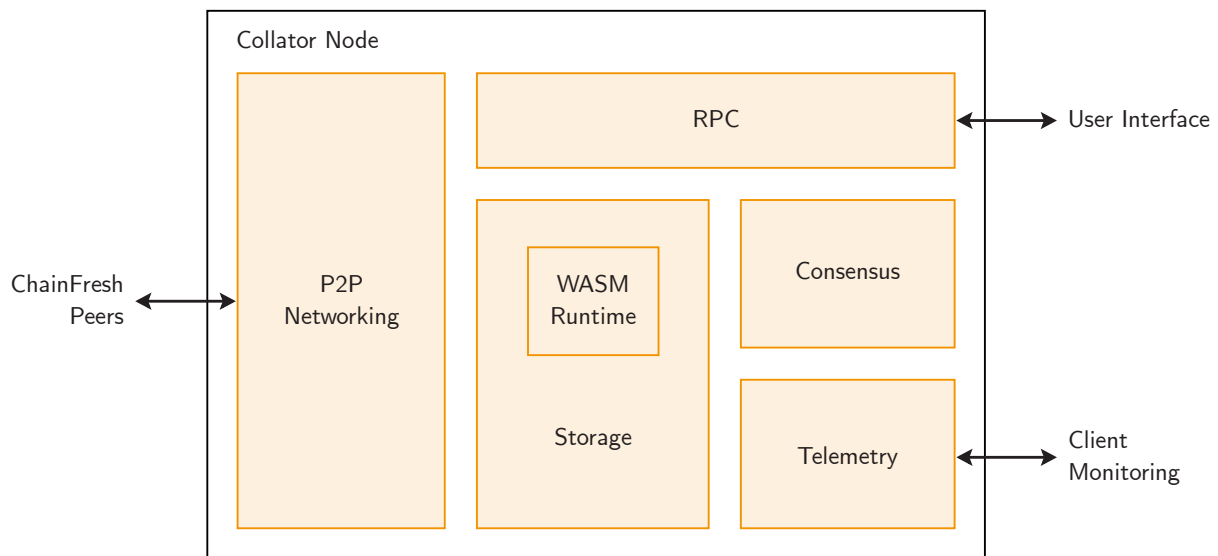 Collator Node
RPC
User Interface
P2P
Networking
WASM
Runtime
Consensus
ChainFresh
Peers
Storage
Telemetry
Client
Monitoring